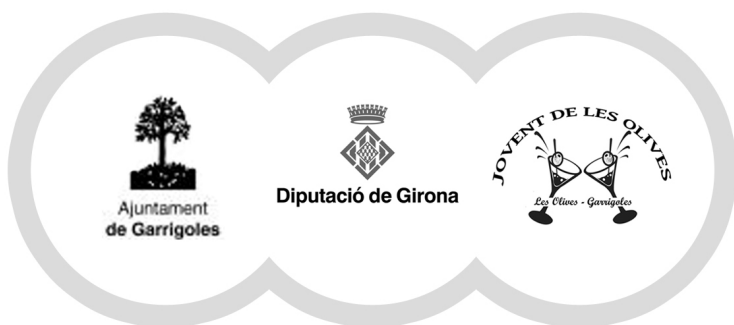 Ajuntament
de Garrigoles
Diputació de Girona
JOVENT DE LES OLIVES
Les Olives - Garrigoles